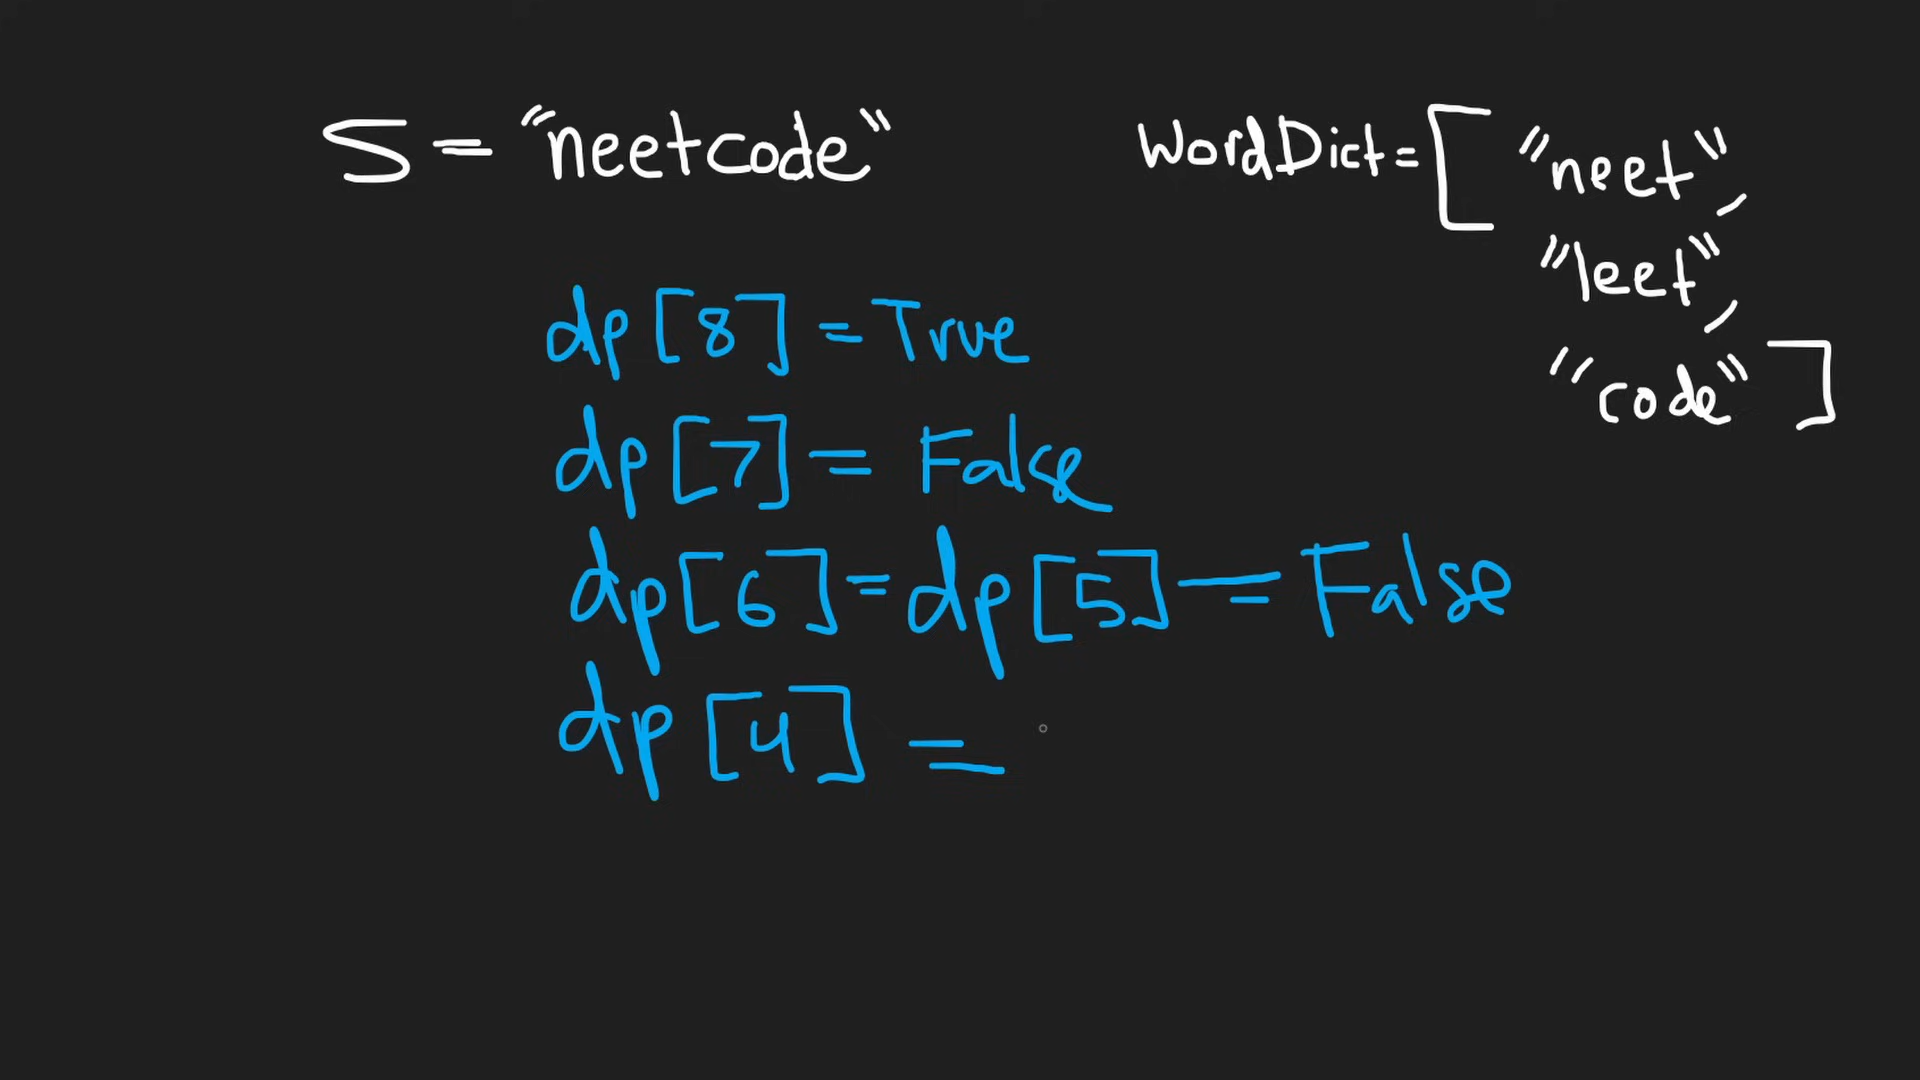 S = "neetcode"
WordDict = [ "neet",
"leet",
"code" ]
dp[8] = True
dp[7] = False
dp[6] = dp[5] = False
dp[4] =